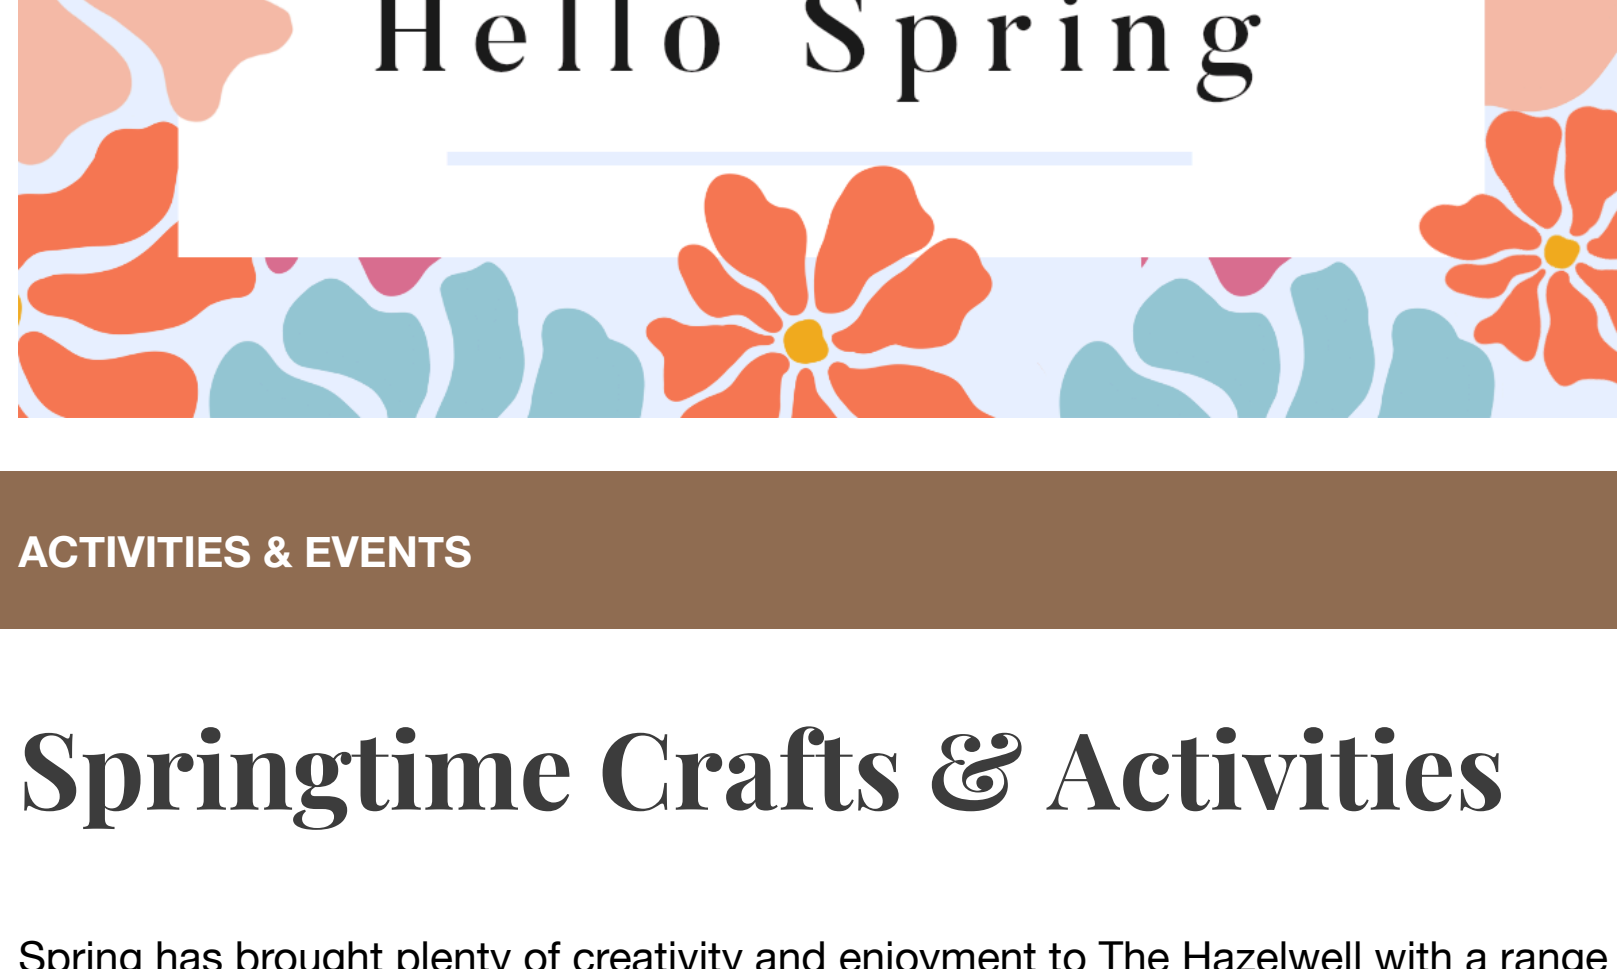 Hello Spring
ACTIVITIES & EVENTS
Springtime Crafts & Activities
Spring has brought plenty of creativity and enjoyment to The Hazelwell with a range